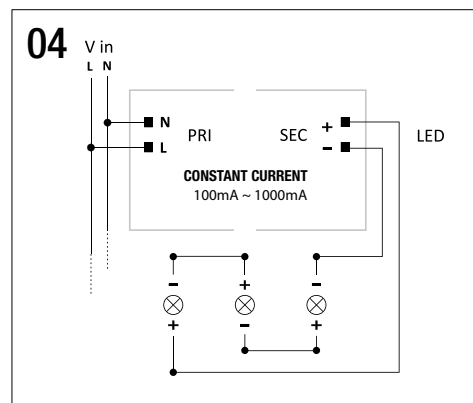 04
V in
L N
N PRI SEC + LED
L -
CONSTANT CURRENT
100mA ~ 1000mA
- + -
+ - +